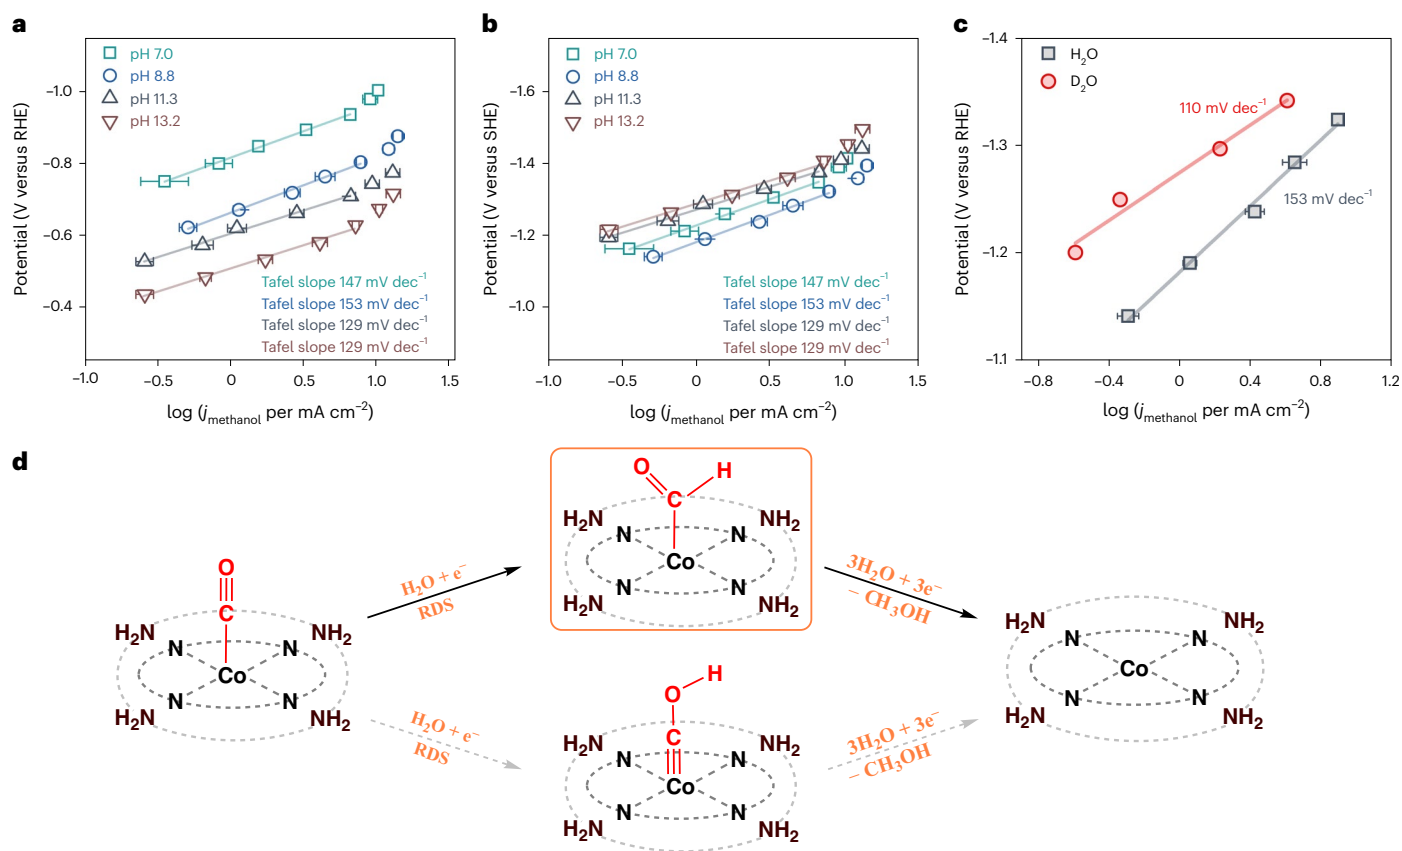 a
pH 7.0
pH 8.8
pH 11.3
pH 13.2
Potential (V versus RHE)
−1.0
−0.8
−0.6
−0.4
Tafel slope 147 mV dec⁻¹
Tafel slope 153 mV dec⁻¹
Tafel slope 129 mV dec⁻¹
Tafel slope 129 mV dec⁻¹
−1.0
−0.5
0
0.5
1.0
1.5
log (j_methanol per mA cm⁻²)
b
pH 7.0
pH 8.8
pH 11.3
pH 13.2
Potential (V versus SHE)
−1.6
−1.4
−1.2
−1.0
Tafel slope 147 mV dec⁻¹
Tafel slope 153 mV dec⁻¹
Tafel slope 129 mV dec⁻¹
Tafel slope 129 mV dec⁻¹
−1.0
−0.5
0
0.5
1.0
1.5
log (j_methanol per mA cm⁻²)
c
H₂O
D₂O
Potential (V versus RHE)
−1.4
−1.3
−1.2
−1.1
110 mV dec⁻¹
153 mV dec⁻¹
−0.8
−0.4
0
0.4
0.8
1.2
log (j_methanol per mA cm⁻²)
d
O
C
H₂N
NH₂
N
N
Co
N
N
H₂N
NH₂
H₂O + e⁻
RDS
O
H
C
H₂N
NH₂
N
N
Co
N
N
H₂N
NH₂
3H₂O + 3e⁻
− CH₃OH
H₂O + e⁻
RDS
H
O
C
H₂N
NH₂
N
N
Co
N
N
H₂N
NH₂
3H₂O + 3e⁻
− CH₃OH
H₂N
NH₂
N
N
Co
N
N
H₂N
NH₂